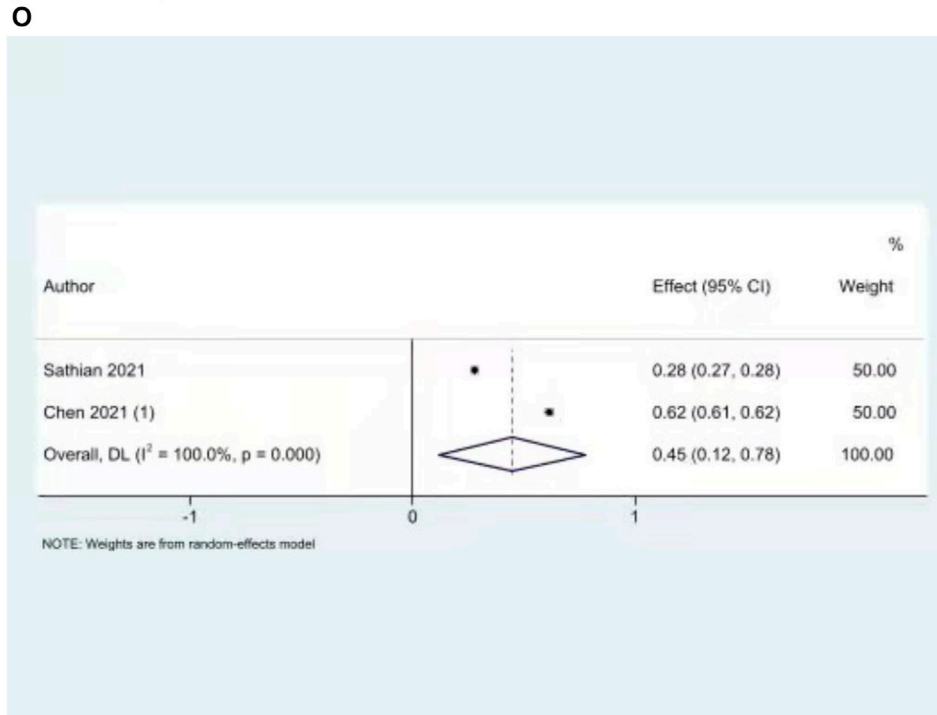 O
%
Author Effect (95% CI) Weight
Sathian 2021 0.28 (0.27, 0.28) 50.00
Chen 2021 (1) 0.62 (0.61, 0.62) 50.00
Overall, DL (I² = 100.0%, p = 0.000) 0.45 (0.12, 0.78) 100.00
-1 0 1
NOTE: Weights are from random-effects model